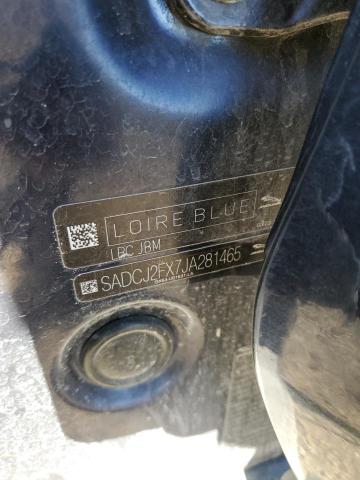 LOIRE BLUE
LRC JBM
SADCJ2FX7JA281465